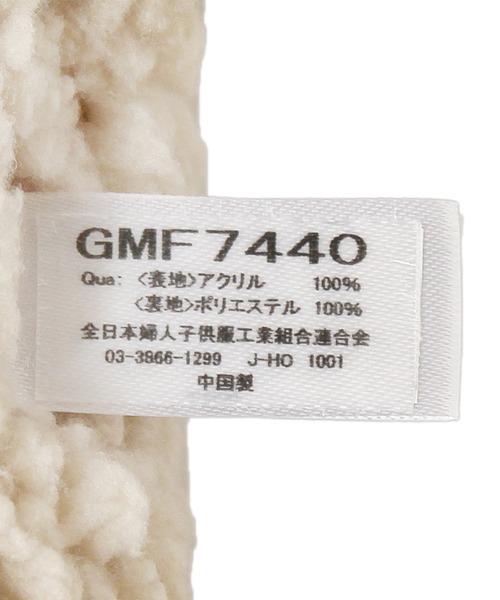 GMF7440
Qua: 〈表地〉アクリル 100%
〈裏地〉ポリエステル 100%
全日本婦人子供服工業組合連合会
03-3866-1299 J-HO 1001
中国製